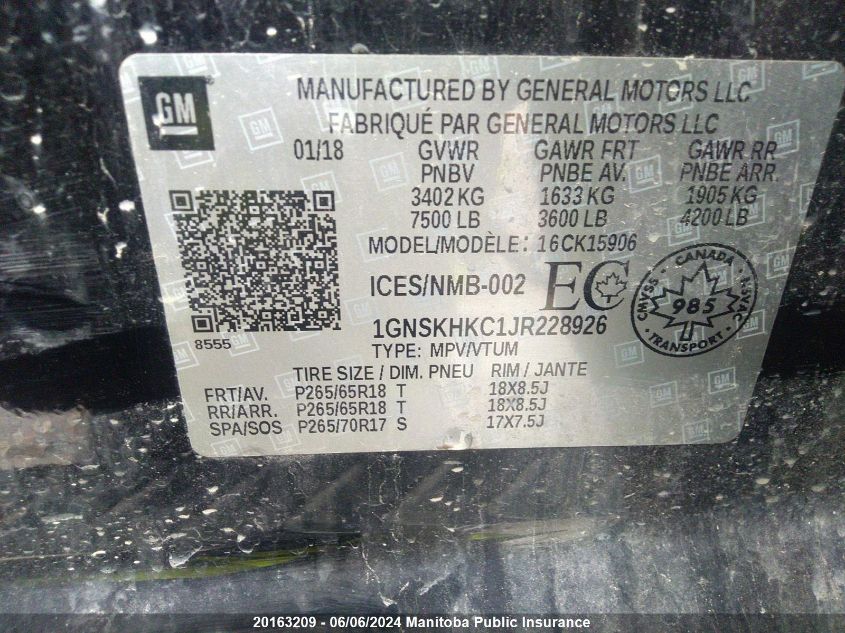 GM
MANUFACTURED BY GENERAL MOTORS LLC
FABRIQUÉ PAR GENERAL MOTORS LLC
01/18 GVWR GAWR FRT GAWR RR
PNBV PNBE AV. PNBE ARR.
3402 KG 1633 KG 1905 KG
7500 LB 3600 LB 4200 LB
MODEL/MODÈLE: 16CK15906
ICES/NMB-002 EC
CANADA
CMVSS 985 NSVAC
TRANSPORT
1GNSKHKC1JR228926
8555
TYPE: MPV/VTUM
TIRE SIZE / DIM. PNEU RIM / JANTE
FRT/AV. P265/65R18 T 18X8.5J
RR/ARR. P265/65R18 T 18X8.5J
SPA/SOS P265/70R17 S 17X7.5J
20163209 - 06/06/2024 Manitoba Public Insurance